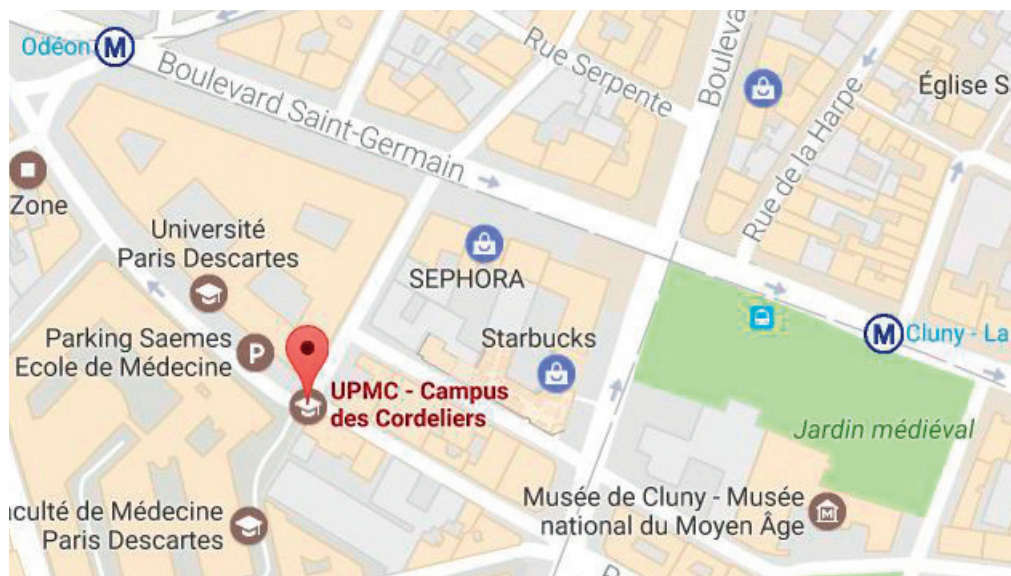 Odéon M
Boulevard Saint-Germain
Rue Serpente
Rue de la Harpe
Église S
Zone
Université
Paris Descartes
SEPHORA
Parking Saemes
Ecole de Médecine
P
Starbucks
M Cluny - La
UPMC - Campus
des Cordeliers
Jardin médiéval
Musée de Cluny - Musée
national du Moyen Âge
culté de Médecine
Paris Descartes